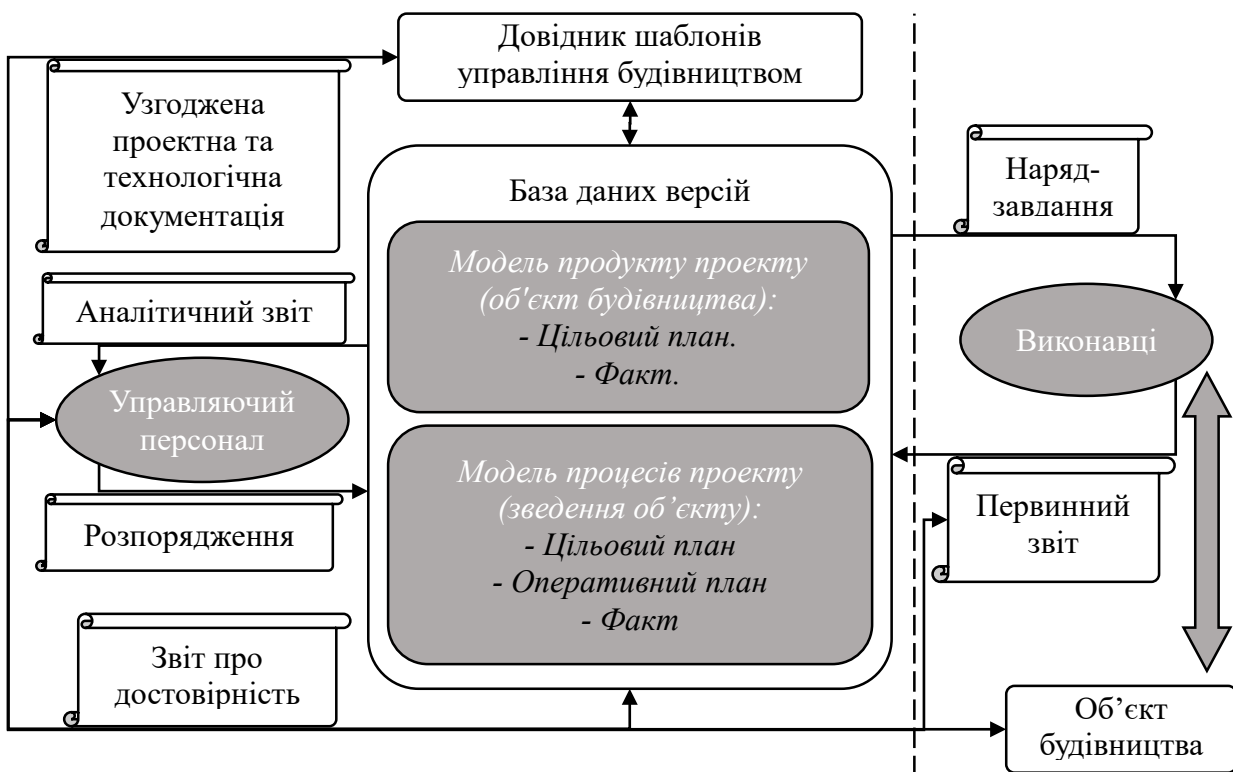 Довідник шаблонів
управління будівництвом
Узгоджена
проектна та
технологічна
документація
База даних версій
Наряд-
завдання
Модель продукту проекту
(об'єкт будівництва):
- Цільовий план.
- Факт.
Аналітичний звіт
Виконавці
Управляючий
персонал
Модель процесів проекту
(зведення об’єкту):
- Цільовий план
- Оперативний план
- Факт
Розпорядження
Первинний
звіт
Звіт про
достовірність
Об’єкт
будівництва